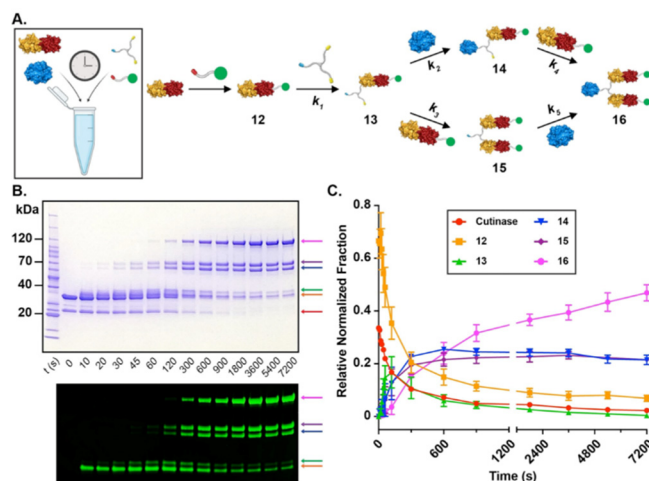 A.
12
k1
13
k2
14
k4
k3
15
k5
16
B.
kDa
120
70
40
20
t (s) 0 10 20 30 45 60 120 300 600 900 1800 3600 5400 7200
C.
Relative Normalized Fraction
0.8
0.6
0.4
0.2
0.0
Cutinase 14
12 15
13 16
0 600 1200 2400 4800 7200
Time (s)